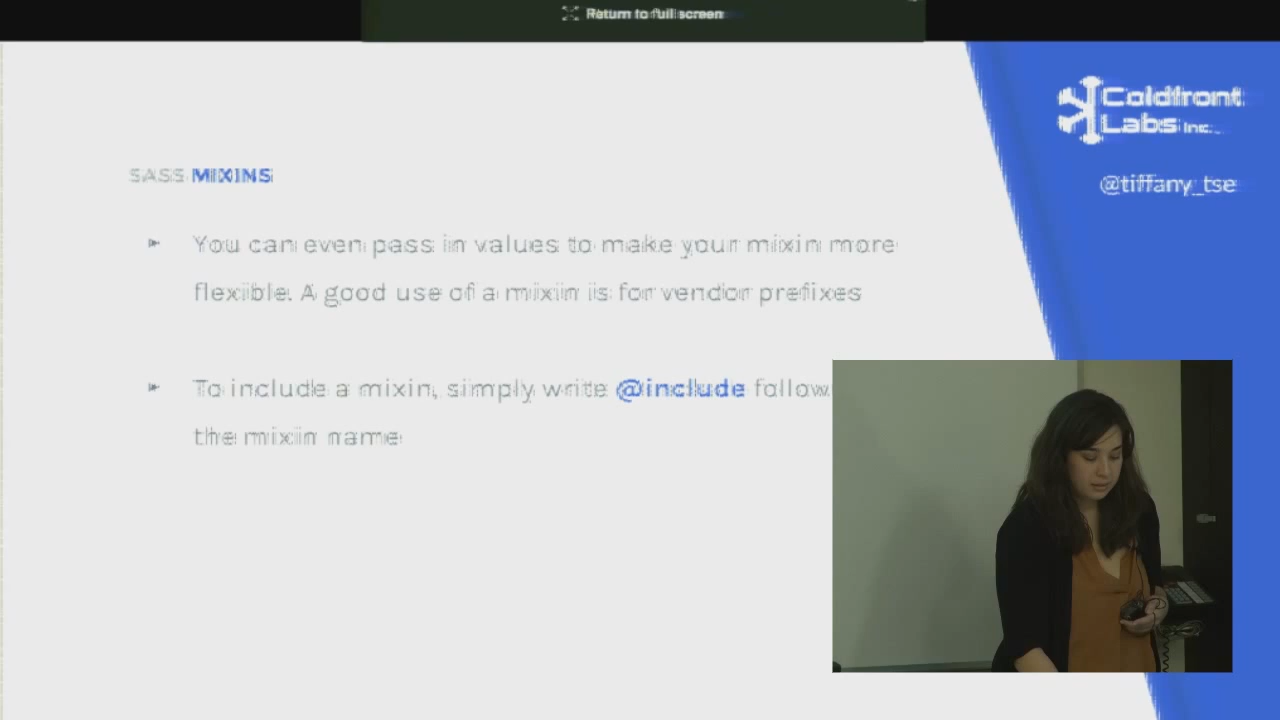 Return to full screen
Coldfront
Labs Inc.
@tiffany_tse
SASS MIXINS
You can even pass in values to make your mixin more
flexible. A good use of a mixin is for vendor prefixes
To include a mixin, simply write @include follow
the mixin name